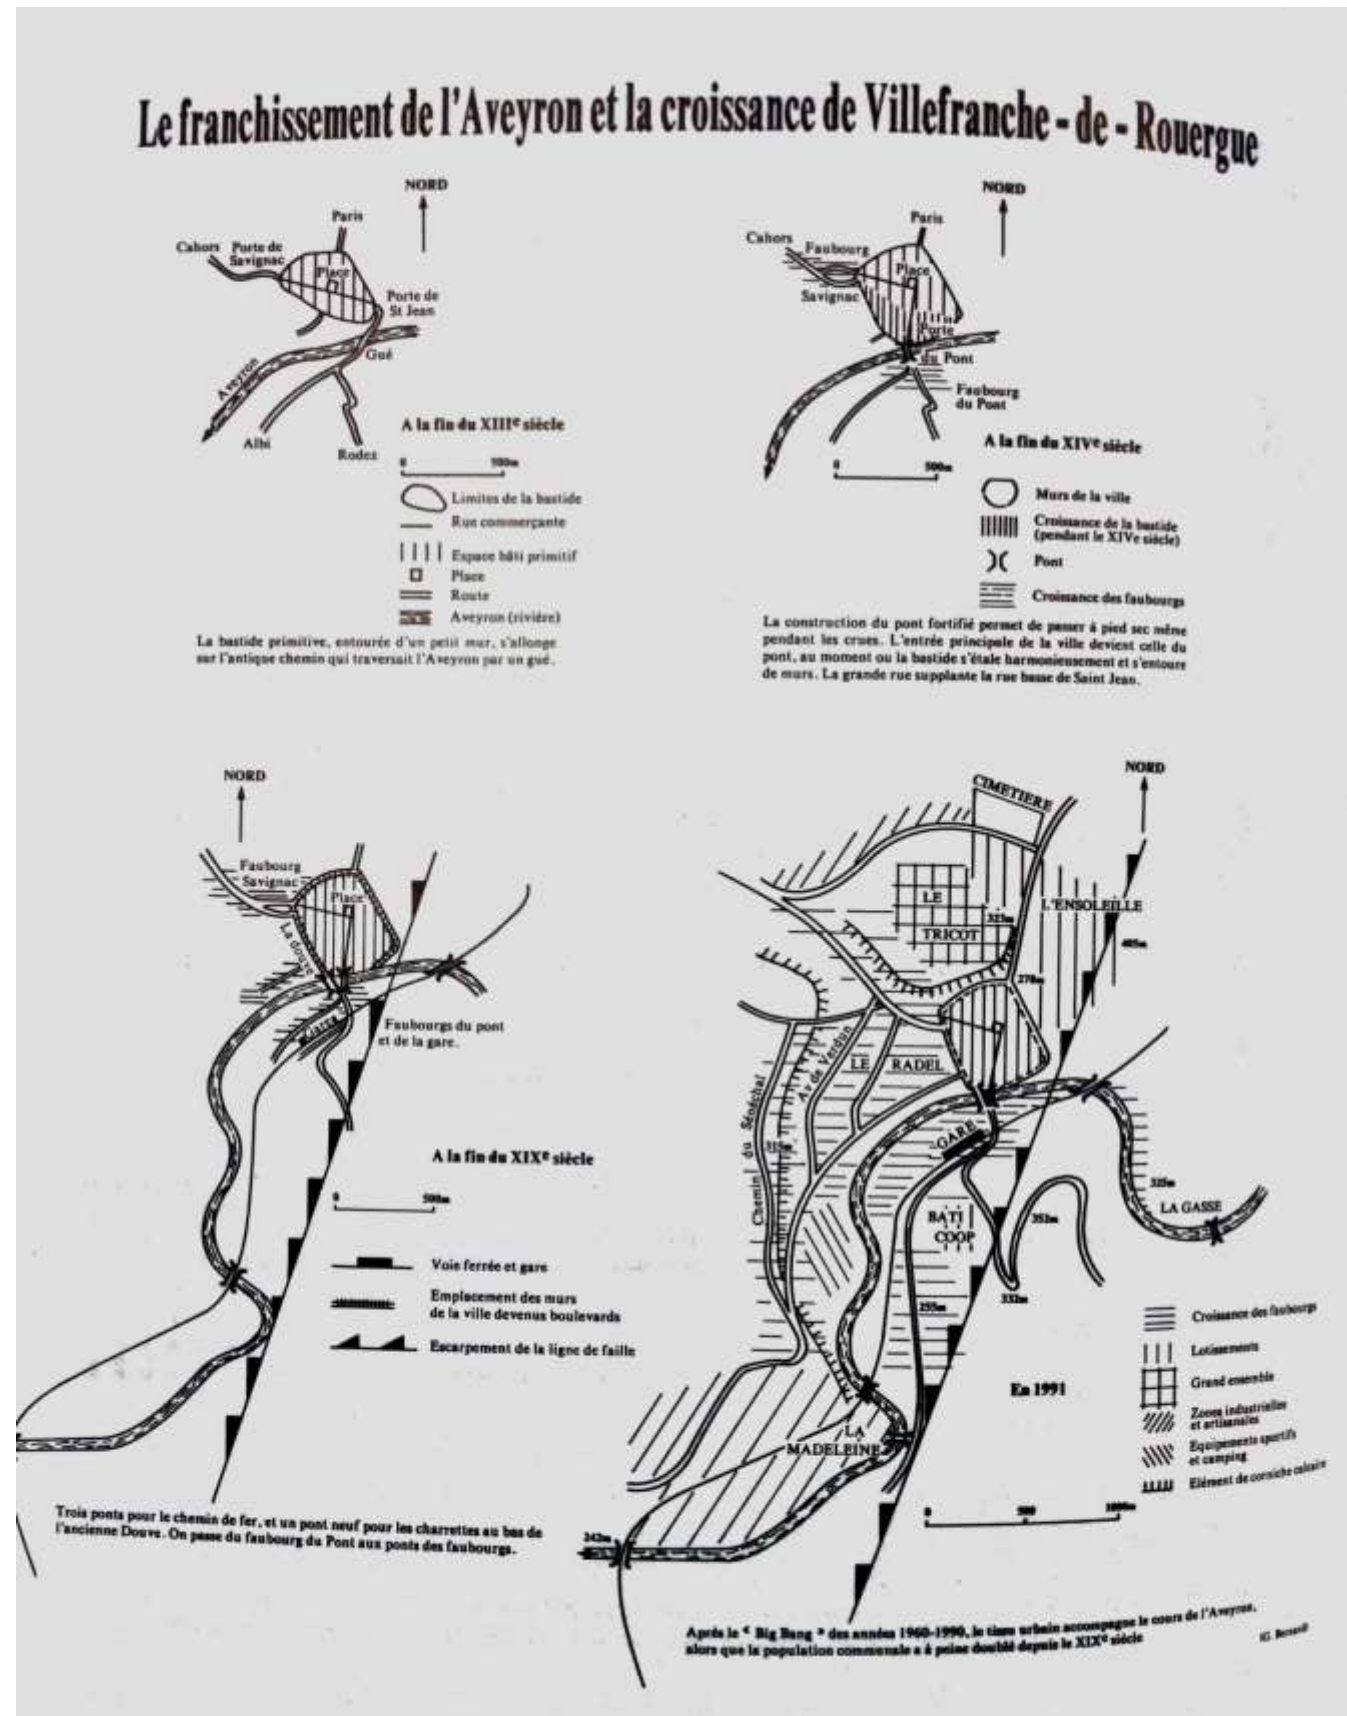 Le franchissement de l'Aveyron et la croissance de Villefranche - de - Rouergue
NORD
Paris
Cahors
Porte de
Savignac
Place
Porte de
St Jean
Gué
Aveyron
Albi
Rodez
A la fin du XIIIe siècle
0 500m
Limites de la bastide
Rue commerçante
Espace bâti primitif
Place
Route
Aveyron (rivière)
La bastide primitive, entourée d'un petit mur, s'allonge
sur l'antique chemin qui traversait l'Aveyron par un gué.
NORD
Paris
Cahors
Faubourg
Savignac
Place
Porte
du Pont
Faubourg
du Pont
A la fin du XIVe siècle
0 500m
Murs de la ville
Croissance de la bastide
(pendant le XIVe siècle)
Pont
Croissance des faubourgs
La construction du pont fortifié permet de passer à pied sec même
pendant les crues. L'entrée principale de la ville devient celle du
pont, au moment ou la bastide s'étale harmonieusement et s'entoure
de murs. La grande rue supplante la rue basse de Saint Jean.
NORD
Faubourg
Savignac
Place
La douve
Gare
Faubourgs du pont
et de la gare.
A la fin du XIXe siècle
0 500m
Voie ferrée et gare
Emplacement des murs
de la ville devenus boulevards
Escarpement de la ligne de faille
Trois ponts pour le chemin de fer, et un pont neuf pour les charrettes au bas de
l'ancienne Douve. On passe du faubourg du Pont aux ponts des faubourgs.
NORD
CIMETIERE
LE
TRICOT
323m
L'ENSOLEILLE
405m
270m
Av de Verdun
LE RADEL
Chemin du Sénéchal
315m
GARE
BATI
COOP
351m
325m
LA GASSE
332m
255m
LA
MADELEINE
242m
En 1991
Croissance des faubourgs
Lotissements
Grand ensemble
Zones industrielles
et artisanales
Equipements sportifs
et camping
Elément de corniche calcaire
0 500 1000m
Aprés le « Big Bang » des années 1960-1990, le tissu urbain accompagne le cours de l'Aveyron,
alors que la population communale a à peine doublé depuis le XIXe siècle